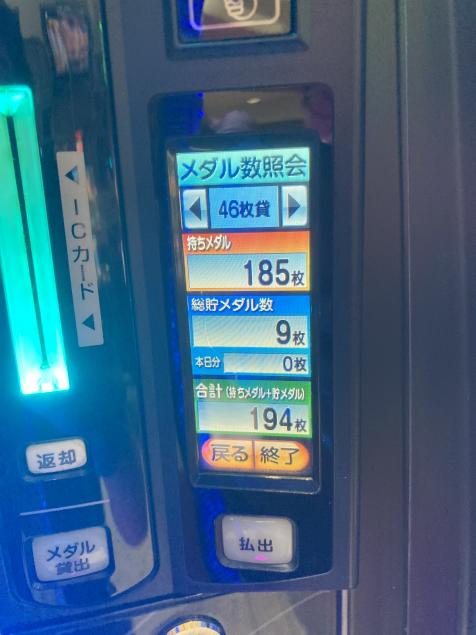 メダル数照会
46枚貸
持ちメダル
185枚
総貯メダル数
9枚
本日分 0枚
合計(持ちメダル+貯メダル)
194枚
戻る 終了
ICカード
返却
メダル
貸出
払出